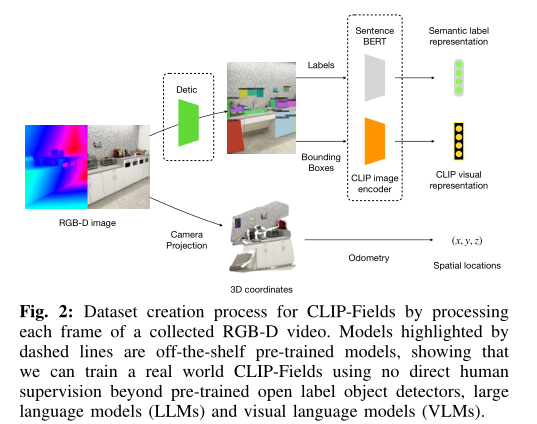 Sentence
BERT
Semantic label
representation
Labels
Detic
Bounding
Boxes
CLIP image
encoder
CLIP visual
representation
RGB-D image
Camera
Projection
3D coordinates
Odometry
(x, y, z)
Spatial locations
Fig. 2: Dataset creation process for CLIP-Fields by processing
each frame of a collected RGB-D video. Models highlighted by
dashed lines are off-the-shelf pre-trained models, showing that
we can train a real world CLIP-Fields using no direct human
supervision beyond pre-trained open label object detectors, large
language models (LLMs) and visual language models (VLMs).